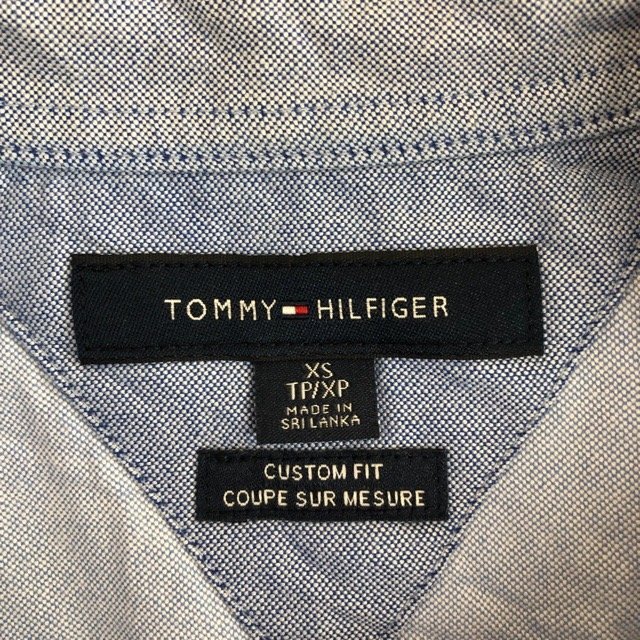 TOMMY HILFIGER
XS
TP/XP
MADE IN
SRI LANKA
CUSTOM FIT
COUPE SUR MESURE